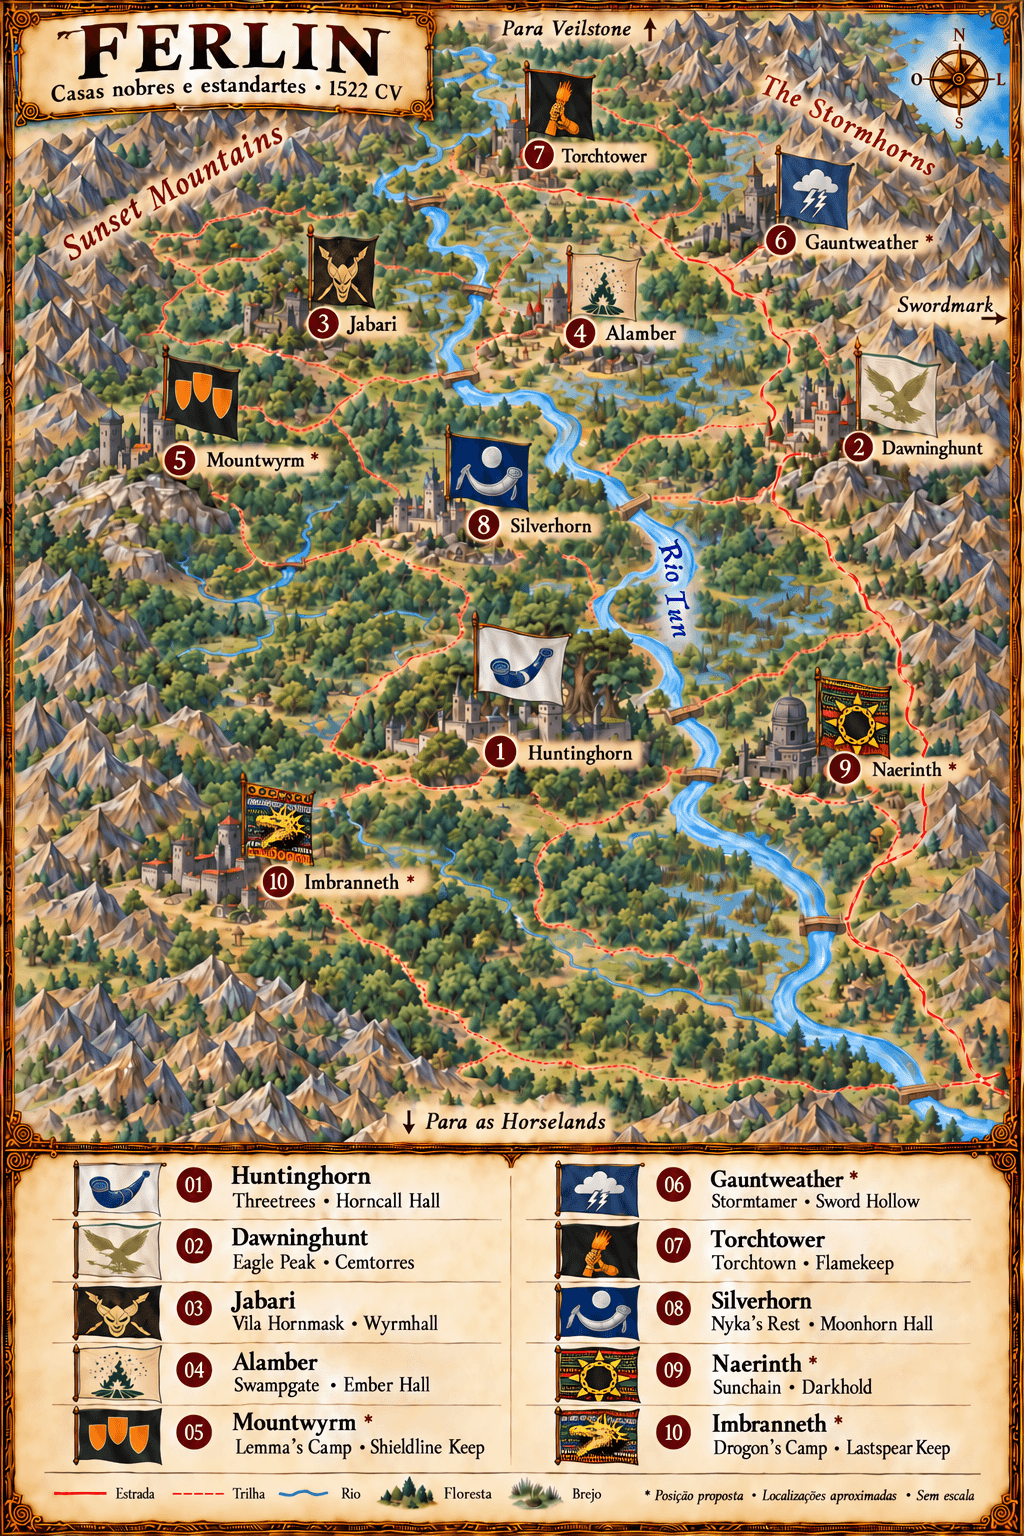 FERLIN
Casas nobres e estandartes • 1522 CV
Para Veilstone ↑
N
O L
S
Sunset Mountains
The Stormhorns
7 Torchtower
6 Gauntweather *
Swordmark →
3 Jabari
4 Alamber
5 Mountwyrm *
2 Dawninghunt
8 Silverhorn
Rio Tun
1 Huntinghorn
9 Naerinth *
10 Imbranneth *
↓ Para as Horselands
01 Huntinghorn
Threetrees • Horncall Hall
02 Dawninghunt
Eagle Peak • Cemtorres
03 Jabari
Vila Hornmask • Wyrmhall
04 Alamber
Swampgate • Ember Hall
05 Mountwyrm *
Lemma's Camp • Shieldline Keep
06 Gauntweather *
Stormtamer • Sword Hollow
07 Torchtower
Torchtown • Flamekeep
08 Silverhorn
Nyka's Rest • Moonhorn Hall
09 Naerinth *
Sunchain • Darkhold
10 Imbranneth *
Drogon's Camp • Lastspear Keep
Estrada Trilha Rio Floresta Brejo * Posição proposta • Localizações aproximadas • Sem escala